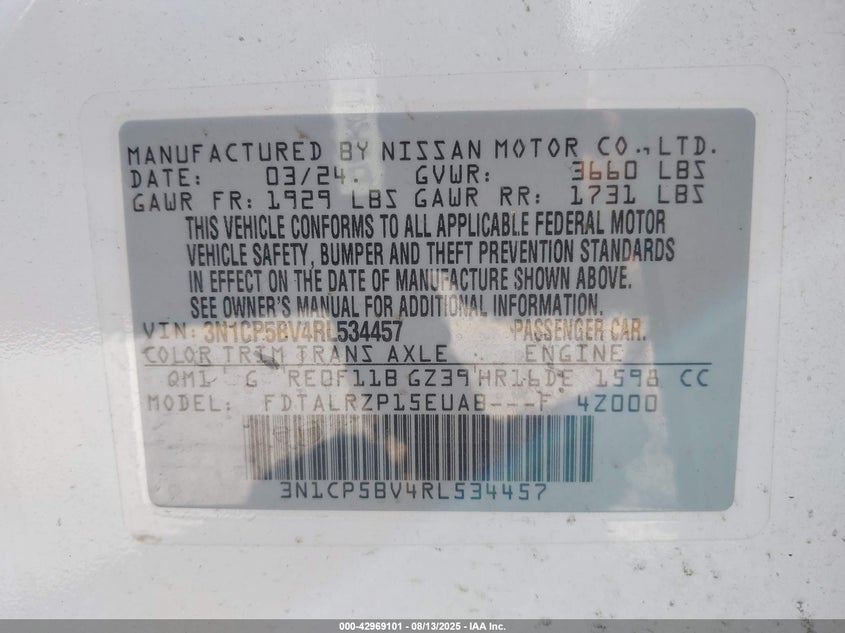 MANUFACTURED BY NISSAN MOTOR CO., LTD.
DATE: 03/24. GVWR: 3660 LBS
GAWR FR: 1929 LBS GAWR RR: 1731 LBS
THIS VEHICLE CONFORMS TO ALL APPLICABLE FEDERAL MOTOR
VEHICLE SAFETY, BUMPER AND THEFT PREVENTION STANDARDS
IN EFFECT ON THE DATE OF MANUFACTURE SHOWN ABOVE.
SEE OWNER'S MANUAL FOR ADDITIONAL INFORMATION.
VIN: 3N1CP5BV4RL534457 PASSENGER CAR.
COLOR TRIM TRANS AXLE ENGINE
QM1 G RE0F11B GZ39 HR16DE 1598 CC
MODEL: FDTALRZP15EUAB---F 4Z000
3N1CP5BV4RL534457
000-42969101 - 08/13/2025 - IAA Inc.